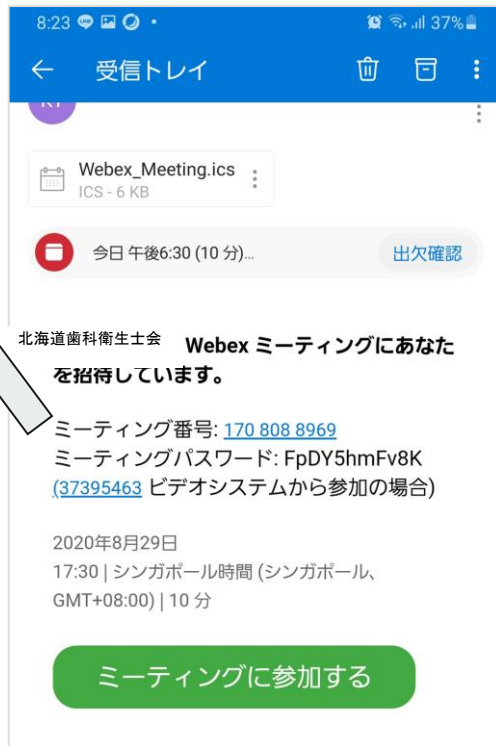 8:23
37%
受信トレイ
Webex_Meeting.ics
ICS - 6 KB
今日 午後6:30 (10 分)...
出欠確認
北海道歯科衛生士会
Webex ミーティングにあなた
を招待しています。
ミーティング番号: 170 808 8969
ミーティングパスワード: FpDY5hmFv8K
(37395463 ビデオシステムから参加の場合)
2020年8月29日
17:30 | シンガポール時間 (シンガポール、
GMT+08:00) | 10 分
ミーティングに参加する